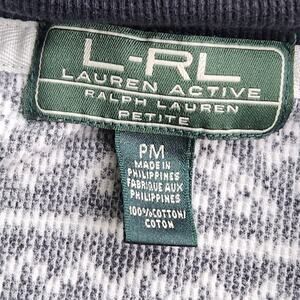 L-RL
LAUREN ACTIVE
RALPH LAUREN
PETITE
PM
MADE IN
PHILIPPINES
FABRIQUE AUX
PHILIPPINES
100%COTTON/
COTON